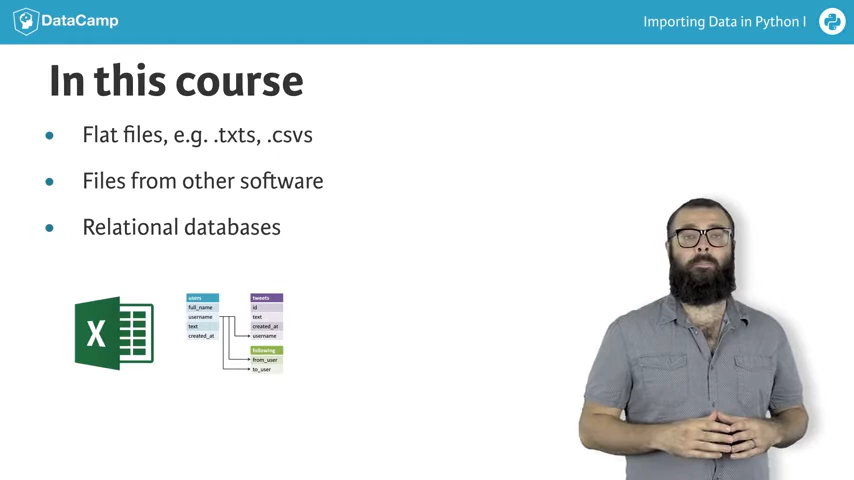 DataCamp
Importing Data in Python I
In this course
Flat files, e.g. .txts, .csvs
Files from other software
Relational databases
X
users
full_name
username
text
created_at
tweets
id
text
created_at
username
following
from_user
to_user